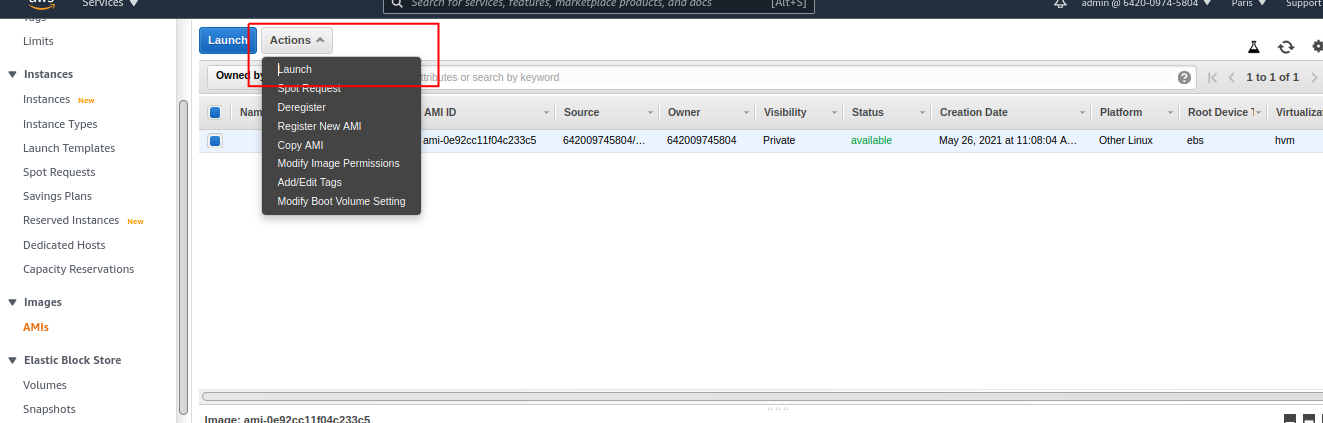 aws Services Search for services, features, marketplace products, and docs [Alt+S] admin @ 6420-0974-5804 Paris Support
Tags
Limits
Instances
Instances New
Instance Types
Launch Templates
Spot Requests
Savings Plans
Reserved Instances New
Dedicated Hosts
Capacity Reservations
Images
AMIs
Elastic Block Store
Volumes
Snapshots
Launch Actions
Owned by tributes or search by keyword 1 to 1 of 1
Launch
Spot Request
Deregister
Register New AMI
Copy AMI
Modify Image Permissions
Add/Edit Tags
Modify Boot Volume Setting
Nam AMI ID Source Owner Visibility Status Creation Date Platform Root Device T Virtualiza
ami-0e92cc11f04c233c5 642009745804/... 642009745804 Private available May 26, 2021 at 11:08:04 A... Other Linux ebs hvm
Image: ami-0e92cc11f04c233c5